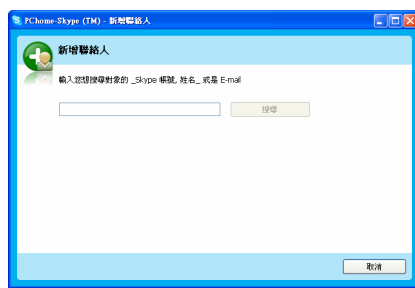 PChome-Skype (TM) - 新增聯絡人
新增聯絡人
輸入您想搜尋對象的 _Skype 帳號, 姓名_ 或是 E-mail
搜尋
取消